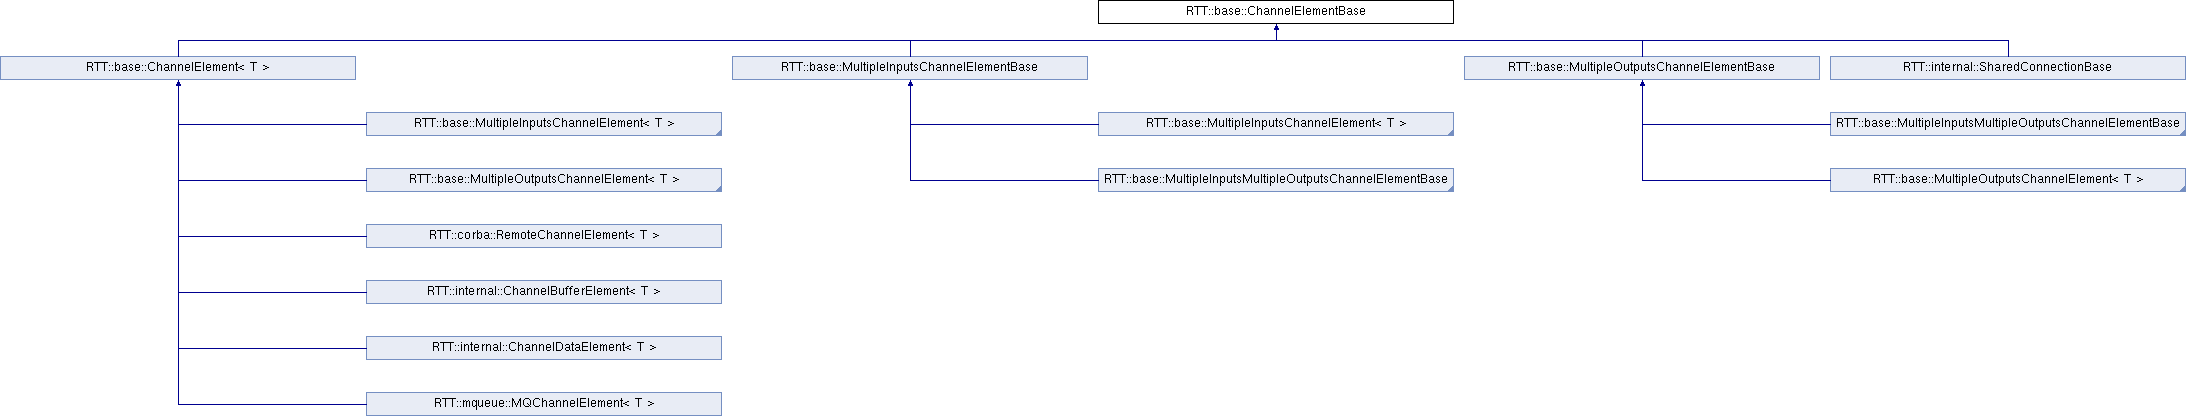 RTT::base::ChannelElementBase
RTT::base::ChannelElement< T >
RTT::base::MultipleInputsChannelElementBase
RTT::base::MultipleOutputsChannelElementBase
RTT::internal::SharedConnectionBase
RTT::base::MultipleInputsChannelElement< T >
RTT::base::MultipleInputsChannelElement< T >
RTT::base::MultipleInputsMultipleOutputsChannelElementBase
RTT::base::MultipleOutputsChannelElement< T >
RTT::base::MultipleInputsMultipleOutputsChannelElementBase
RTT::base::MultipleOutputsChannelElement< T >
RTT::corba::RemoteChannelElement< T >
RTT::internal::ChannelBufferElement< T >
RTT::internal::ChannelDataElement< T >
RTT::mqueue::MQChannelElement< T >